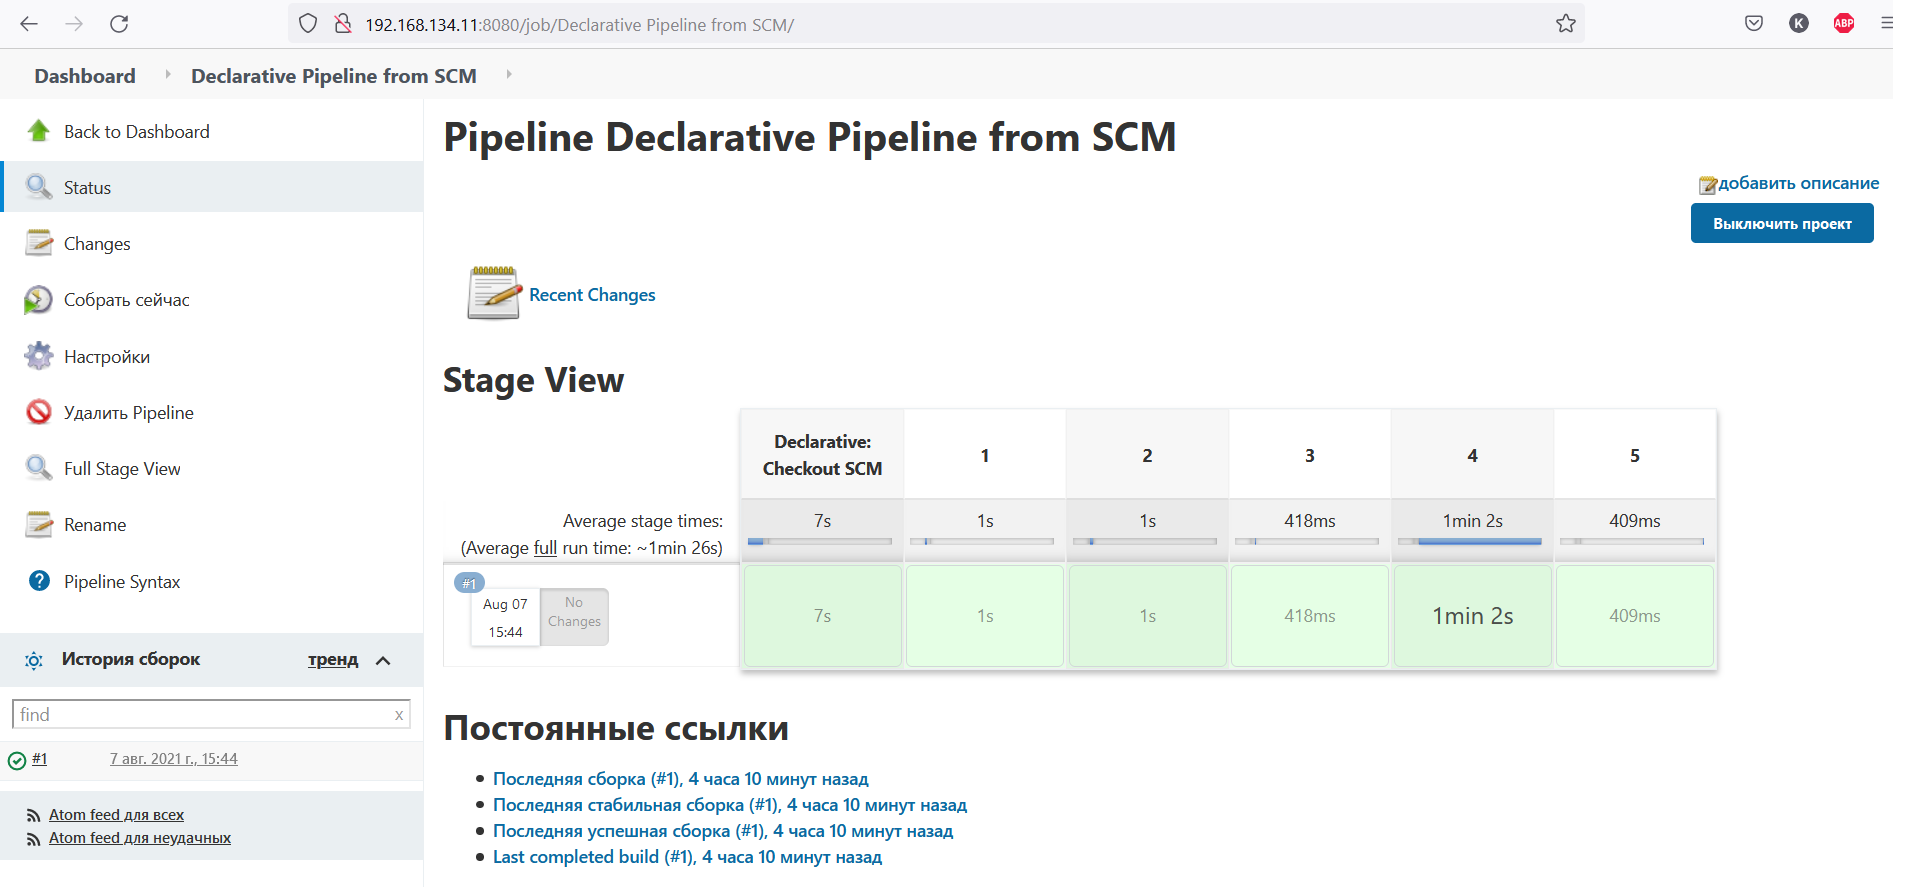 192.168.134.11:8080/job/Declarative Pipeline from SCM/
K
ABP
Dashboard
Declarative Pipeline from SCM
Back to Dashboard
Status
Changes
Собрать сейчас
Настройки
Удалить Pipeline
Full Stage View
Rename
? Pipeline Syntax
История сборок
тренд
find
x
#1
7 авг. 2021 г., 15:44
Atom feed для всех
Atom feed для неудачных
Pipeline Declarative Pipeline from SCM
добавить описание
Выключить проект
Recent Changes
Stage View
Declarative:
Checkout SCM
1
2
3
4
5
Average stage times:
(Average full run time: ~1min 26s)
7s
1s
1s
418ms
1min 2s
409ms
#1
Aug 07
15:44
No
Changes
7s
1s
1s
418ms
1min 2s
409ms
Постоянные ссылки
Последняя сборка (#1), 4 часа 10 минут назад
Последняя стабильная сборка (#1), 4 часа 10 минут назад
Последняя успешная сборка (#1), 4 часа 10 минут назад
Last completed build (#1), 4 часа 10 минут назад